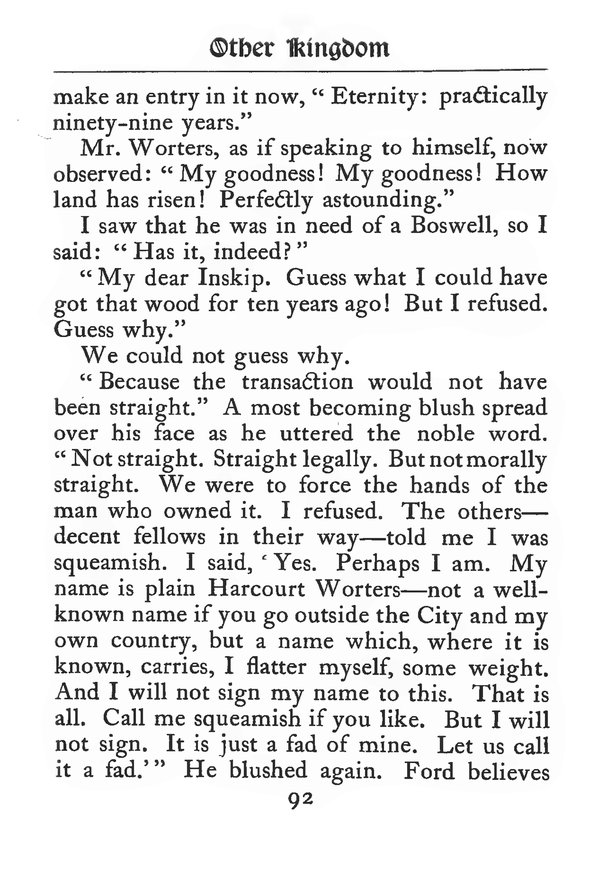 Other Kingdom
make an entry in it now, “ Eternity: practically
ninety-nine years.”
Mr. Worters, as if speaking to himself, now
observed: “ My goodness! My goodness! How
land has risen! Perfectly astounding.”
I saw that he was in need of a Boswell, so I
said: “ Has it, indeed? ”
“ My dear Inskip. Guess what I could have
got that wood for ten years ago! But I refused.
Guess why.”
We could not guess why.
“ Because the transaction would not have
been straight.” A most becoming blush spread
over his face as he uttered the noble word.
“ Not straight. Straight legally. But not morally
straight. We were to force the hands of the
man who owned it. I refused. The others—
decent fellows in their way—told me I was
squeamish. I said, ‘ Yes. Perhaps I am. My
name is plain Harcourt Worters—not a well-
known name if you go outside the City and my
own country, but a name which, where it is
known, carries, I flatter myself, some weight.
And I will not sign my name to this. That is
all. Call me squeamish if you like. But I will
not sign. It is just a fad of mine. Let us call
it a fad.’ ” He blushed again. Ford believes
92